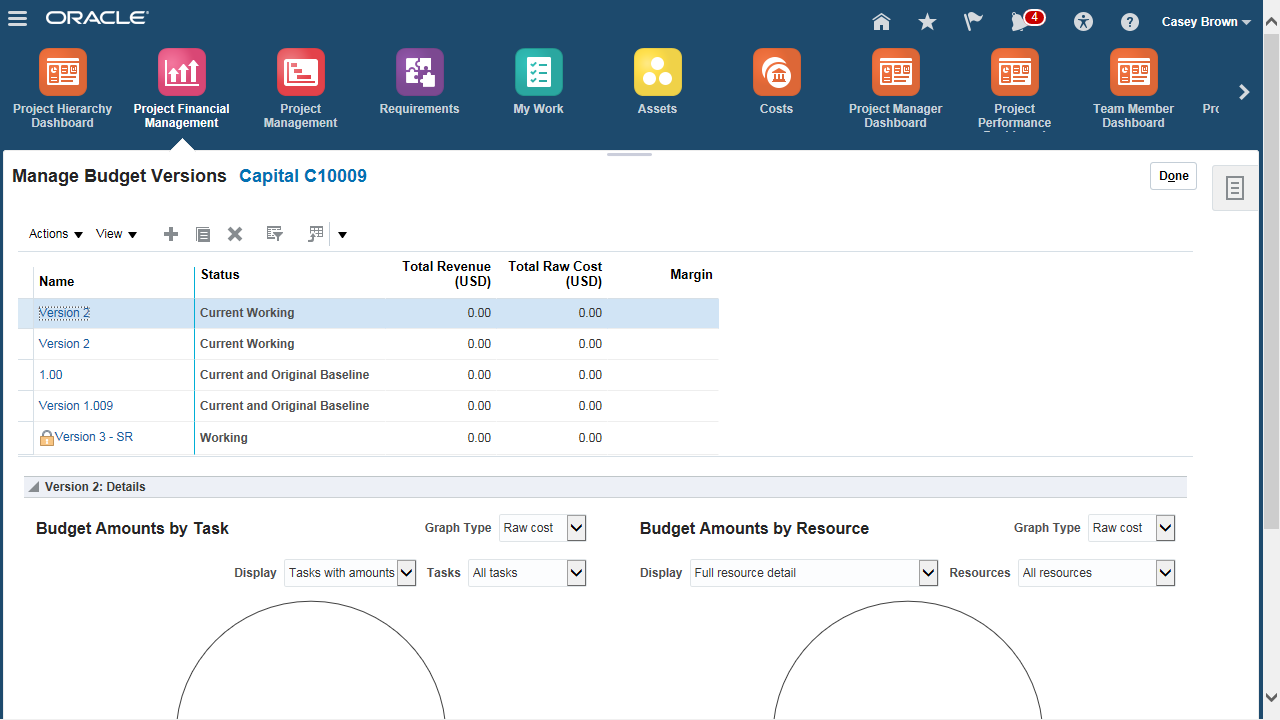 ORACLE
4
Casey Brown
Project Hierarchy
Dashboard
Project Financial
Management
Project
Management
Requirements
My Work
Assets
Costs
Project Manager
Dashboard
Project
Performance
Team Member
Dashboard
Manage Budget Versions Capital C10009
Done
Actions View
Name Status Total Revenue (USD) Total Raw Cost (USD) Margin
Version 2 Current Working 0.00 0.00
Version 2 Current Working 0.00 0.00
1.00 Current and Original Baseline 0.00 0.00
Version 1.009 Current and Original Baseline 0.00 0.00
Version 3 - SR Working 0.00 0.00
Version 2: Details
Budget Amounts by Task Graph Type Raw cost
Display Tasks with amounts Tasks All tasks
Budget Amounts by Resource Graph Type Raw cost
Display Full resource detail Resources All resources